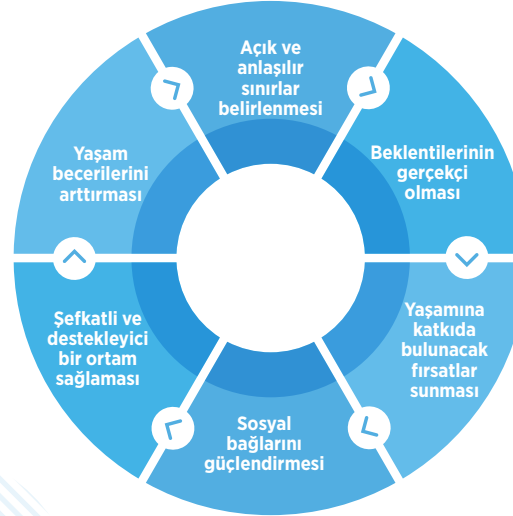 Açık ve
anlaşılır
sınırlar
belirlenmesi
Beklentilerinin
gerçekçi
olması
Yaşamına
katkıda
bulunacak
fırsatlar
sunması
Sosyal
bağlarını
güçlendirmesi
Şefkatli ve
destekleyici
bir ortam
sağlaması
Yaşam
becerilerini
arttırması